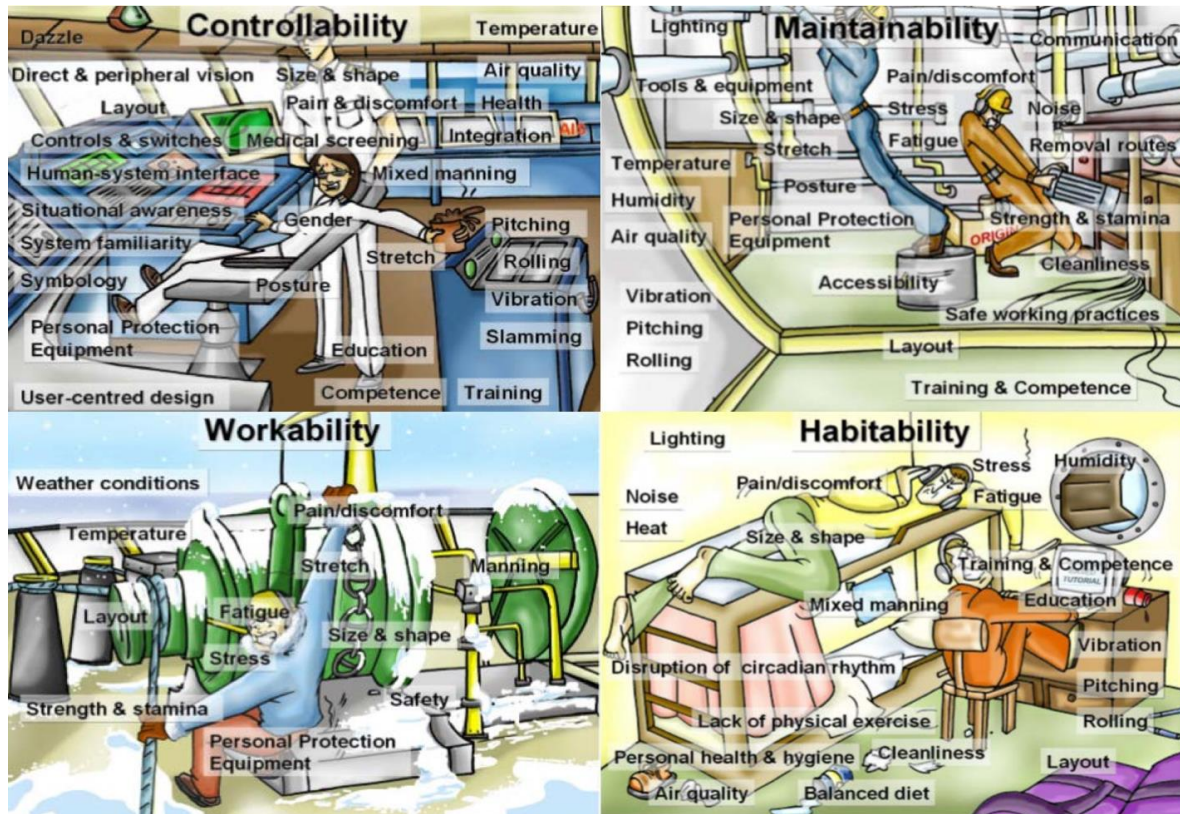 Controllability
Dazzle
Temperature
Direct & peripheral vision
Size & shape
Air quality
Layout
Pain & discomfort
Health
Controls & switches
Medical screening
Integration
AIS
Human-system interface
Mixed manning
Situational awareness
Gender
Pitching
System familiarity
Stretch
Rolling
Symbology
Posture
Vibration
Personal Protection
Equipment
Slamming
Education
User-centred design
Competence
Training
Maintainability
Lighting
Communication
Tools & equipment
Pain/discomfort
Size & shape
Stress
Noise
Stretch
Fatigue
Removal routes
Temperature
Posture
Humidity
Personal Protection
Equipment
Strength & stamina
Air quality
ORIGI
Cleanliness
Accessibility
Vibration
Safe working practices
Pitching
Layout
Rolling
Training & Competence
Workability
Weather conditions
Pain/discomfort
Temperature
Stretch
Manning
Layout
Fatigue
Size & shape
Stress
Safety
Strength & stamina
Personal Protection
Equipment
Habitability
Lighting
Stress
Humidity
Pain/discomfort
Noise
Fatigue
Heat
Size & shape
Training & Competence
TUTORIAL
Mixed manning
Education
Vibration
Disruption of circadian rhythm
Pitching
Lack of physical exercise
Rolling
Personal health & hygiene
Cleanliness
Layout
Air quality
Balanced diet